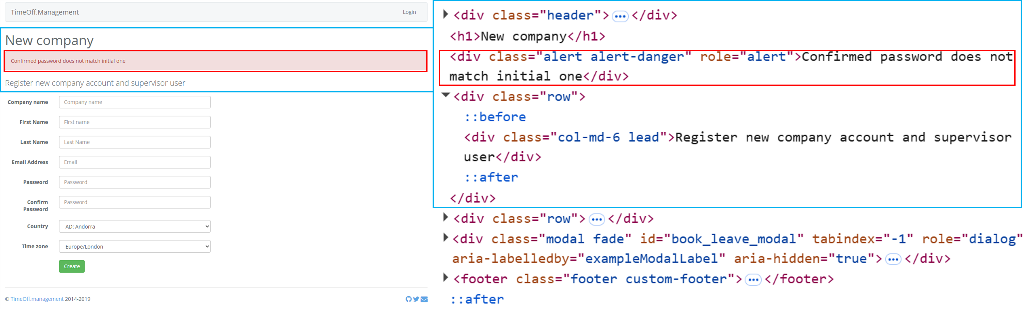 TimeOff.Management
Login
New company
Confirmed password does not match initial one
Register new company account and supervisor user
Company name Company name
First Name First name
Last Name Last Name
Email Address Email
Password Password
Confirm Password Password
Country AD: Andorra
Time zone Europe/London
Create
© TimeOff.management 2014-2019
<div class="header"> ••• </div>
<h1>New company</h1>
<div class="alert alert-danger" role="alert">Confirmed password does not
match initial one</div>
<div class="row">
::before
<div class="col-md-6 lead">Register new company account and supervisor
user</div>
::after
</div>
<div class="row"> ••• </div>
<div class="modal fade" id="book_leave_modal" tabindex="-1" role="dialog"
aria-labelledby="exampleModalLabel" aria-hidden="true"> ••• </div>
<footer class="footer custom-footer"> ••• </footer>
::after